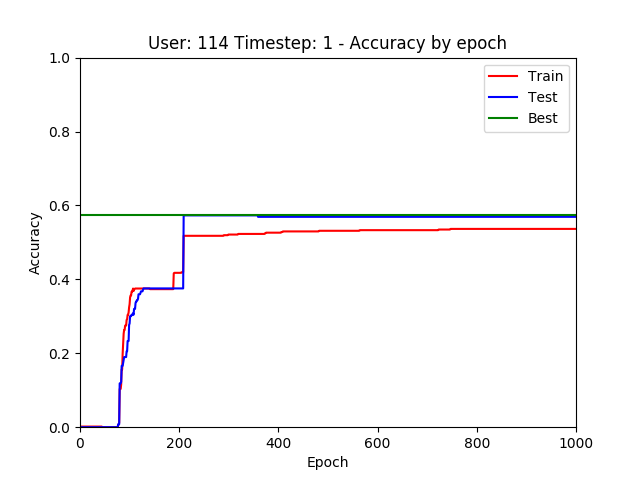 User: 114 Timestep: 1 - Accuracy by epoch
1.0
0.8
0.6
0.4
0.2
0.0
Accuracy
Train
Test
Best
0 200 400 600 800 1000
Epoch